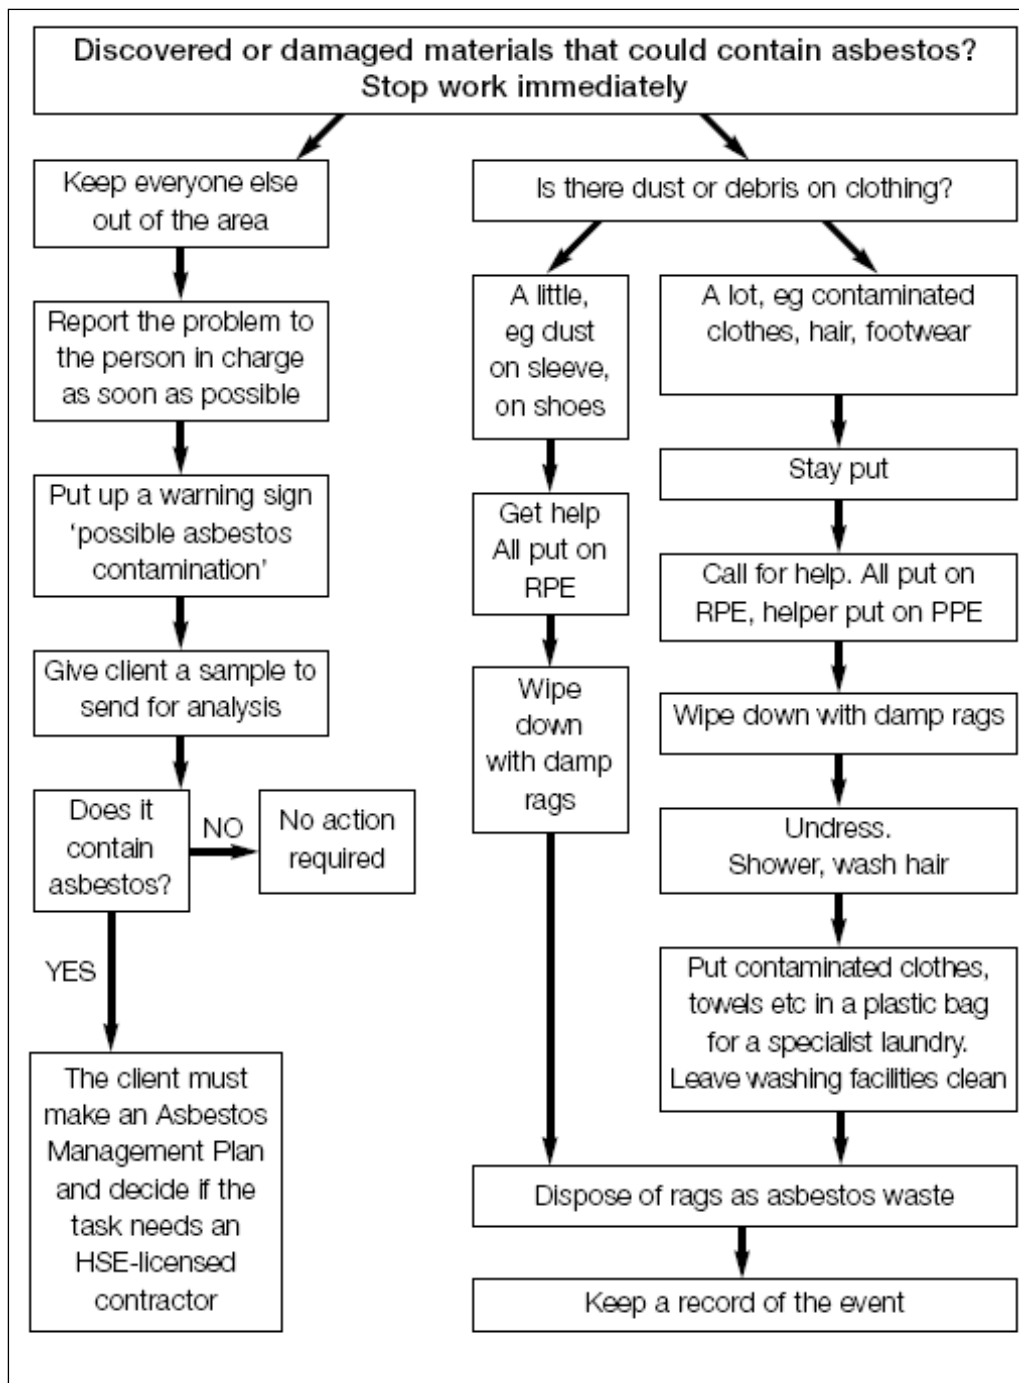 Discovered or damaged materials that could contain asbestos?
Stop work immediately
Keep everyone else
out of the area
Report the problem to
the person in charge
as soon as possible
Put up a warning sign
‘possible asbestos
contamination’
Give client a sample to
send for analysis
Does it
contain
asbestos?
NO
No action
required
YES
The client must
make an Asbestos
Management Plan
and decide if the
task needs an
HSE-licensed
contractor
Is there dust or debris on clothing?
A little,
eg dust
on sleeve,
on shoes
Get help
All put on
RPE
Wipe
down
with damp
rags
A lot, eg contaminated
clothes, hair, footwear
Stay put
Call for help. All put on
RPE, helper put on PPE
Wipe down with damp rags
Undress.
Shower, wash hair
Put contaminated clothes,
towels etc in a plastic bag
for a specialist laundry.
Leave washing facilities clean
Dispose of rags as asbestos waste
Keep a record of the event